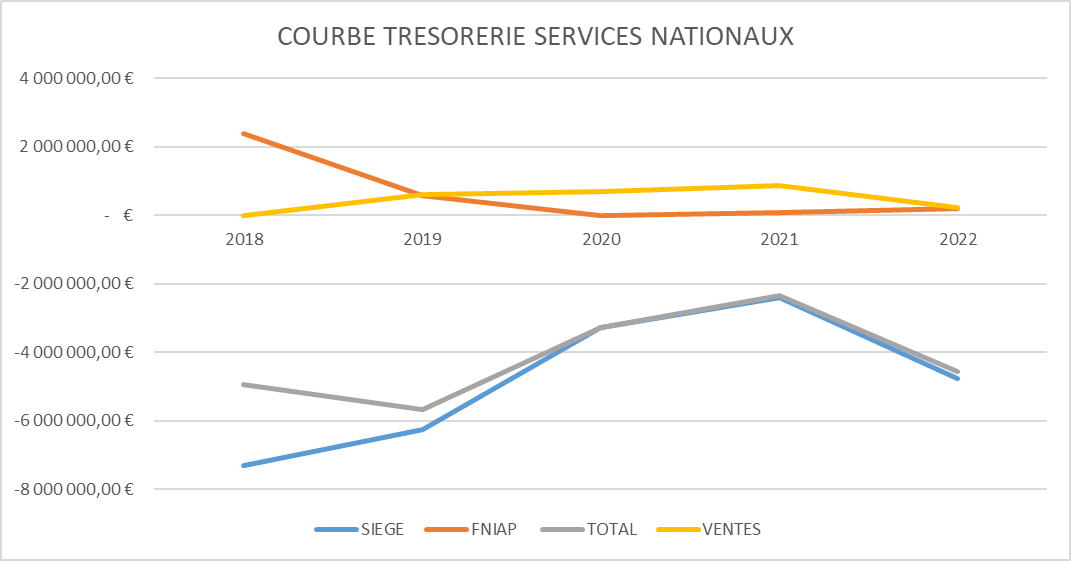 COURBE TRESORERIE SERVICES NATIONAUX
4 000 000,00 €
2 000 000,00 €
- €
2018 2019 2020 2021 2022
-2 000 000,00 €
-4 000 000,00 €
-6 000 000,00 €
-8 000 000,00 €
SIEGE FNIAP TOTAL VENTES